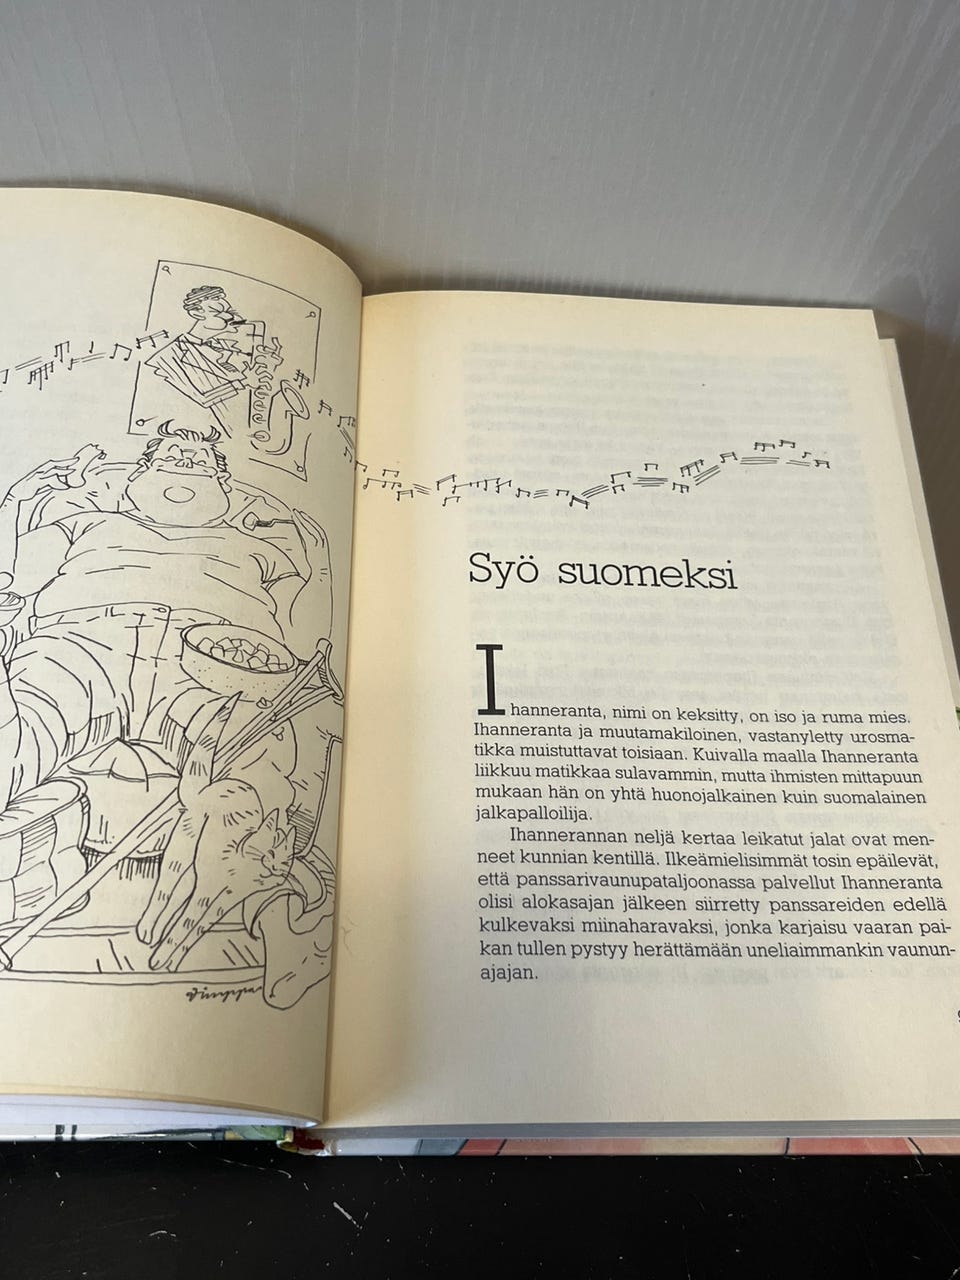 Syö suomeksi
Ihanneranta, nimi on keksitty, on iso ja ruma mies.
Ihanneranta ja muutamakiloinen, vastanyletty urosma-
tikka muistuttavat toisiaan. Kuivalla maalla Ihanneranta
liikkuu matikkaa sulavammin, mutta ihmisten mittapuun
mukaan hän on yhtä huonojalkainen kuin suomalainen
jalkapalloilija.
Ihannerannan neljä kertaa leikatut jalat ovat men-
neet kunnian kentillä. Ilkeämielisimmät tosin epäilevät,
että panssarivaunupataljoonassa palvellut Ihanneranta
olisi alokasajan jälkeen siirretty panssareiden edellä
kulkevaksi miinaharavaksi, jonka karjaisu vaaran pai-
kan tullen pystyy herättämään uneliaimmankin vaunun-
ajajan.